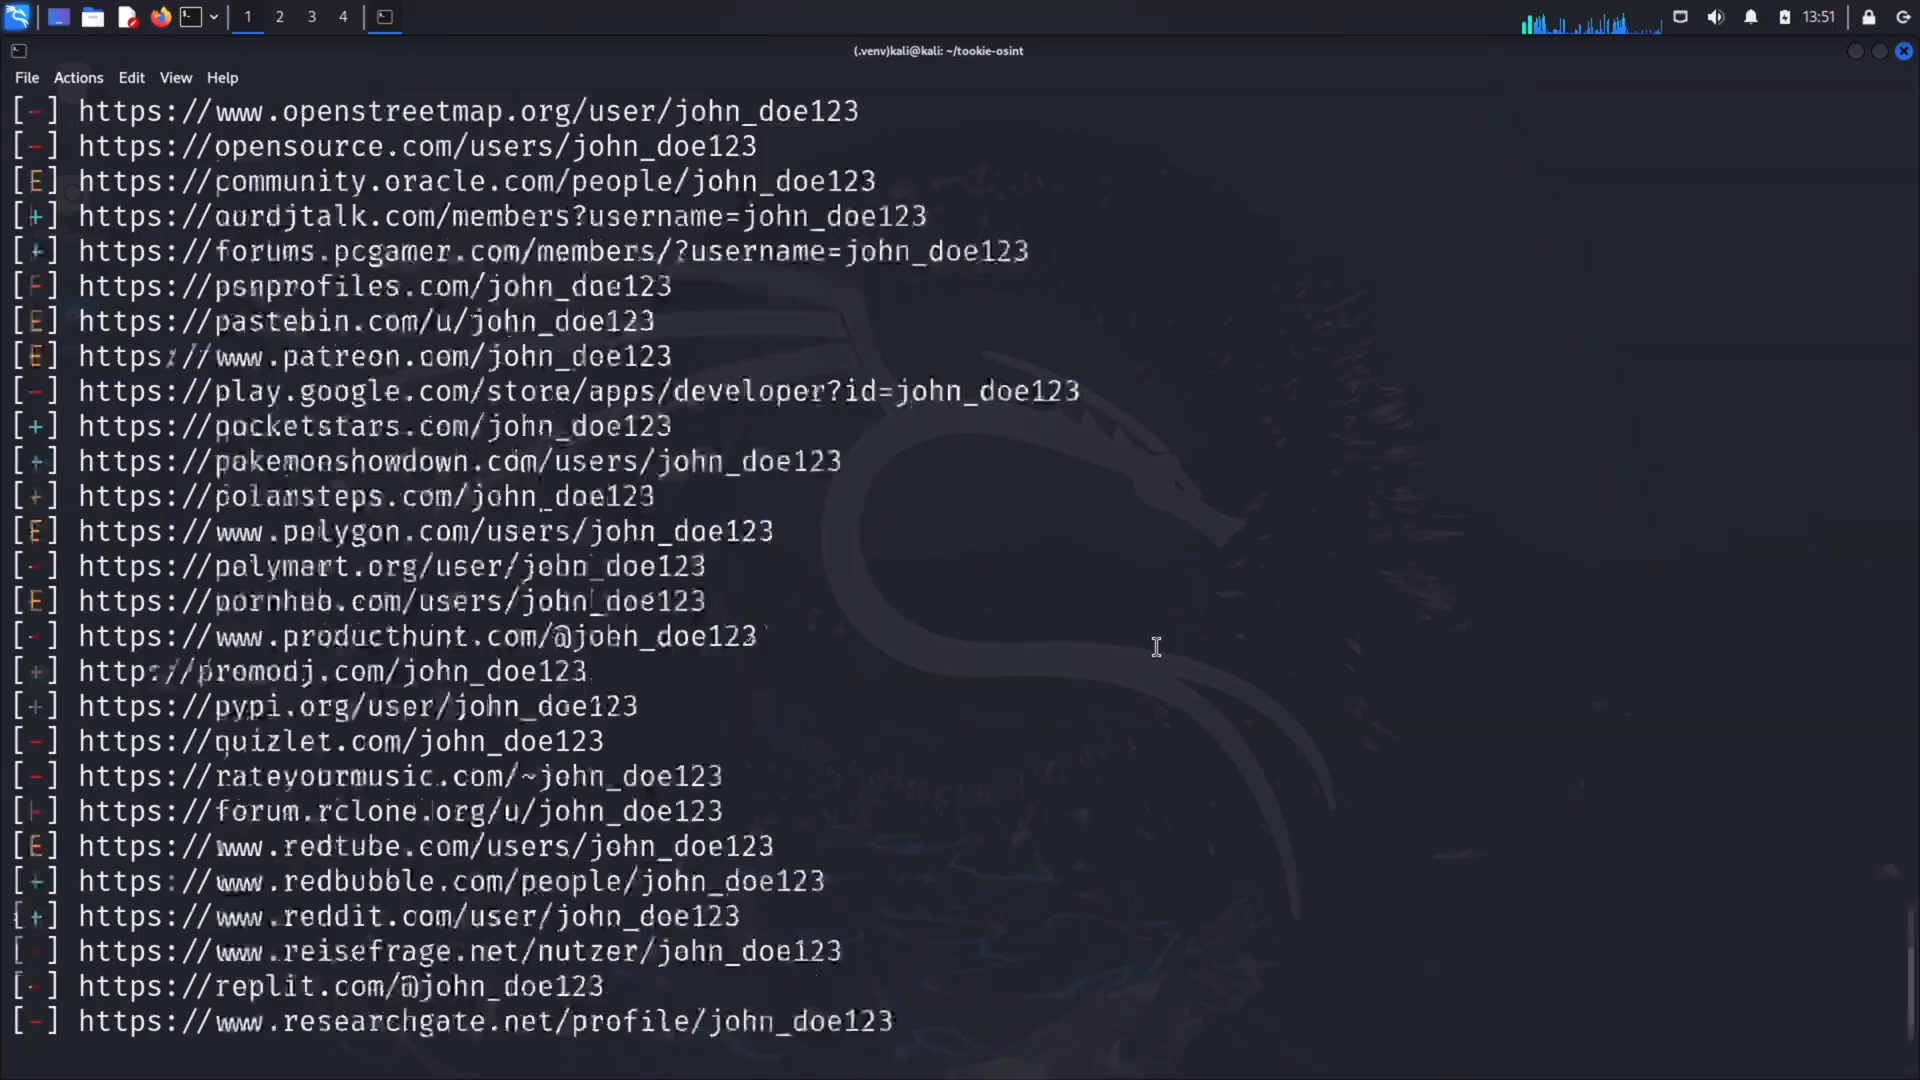 1 2 3 4 13:51
(.venv)kali@kali: ~/tookie-osint
File Actions Edit View Help
[-] https://www.openstreetmap.org/user/john_doe123
[-] https://opensource.com/users/john_doe123
[E] https://community.oracle.com/people/john_doe123
[+] https://ourdjtalk.com/members?username=john_doe123
[+] https://forums.pcgamer.com/members/?username=john_doe123
https://psnprofiles.com/john_doe123
[E] https://pastebin.com/u/john_doe123
[E] https://www.patreon.com/john_doe123
[-] https://play.google.com/store/apps/developer?id=john_doe123
[+] https://pocketstars.com/john_doe123
[+] https://pokemonshowdown.com/users/john_doe123
[+] https://polarsteps.com/john_doe123
[E] https://www.polygon.com/users/john_doe123
[-] https://polymart.org/user/john_doe123
[E] https://pornhub.com/users/john_doe123
[-] https://www.producthunt.com/@john_doe123
[+] http://promodj.com/john_doe123
[+] https://pypi.org/user/john_doe123
[-] https://quizlet.com/john_doe123
[-] https://rateyourmusic.com/~john_doe123
[-] https://forum.rclone.org/u/john_doe123
[E] https://www.redtube.com/users/john_doe123
[+] https://www.redbubble.com/people/john_doe123
[+] https://www.reddit.com/user/john_doe123
[-] https://www.reisefrage.net/nutzer/john_doe123
[-] https://replit.com/@john_doe123
[-] https://www.researchgate.net/profile/john_doe123